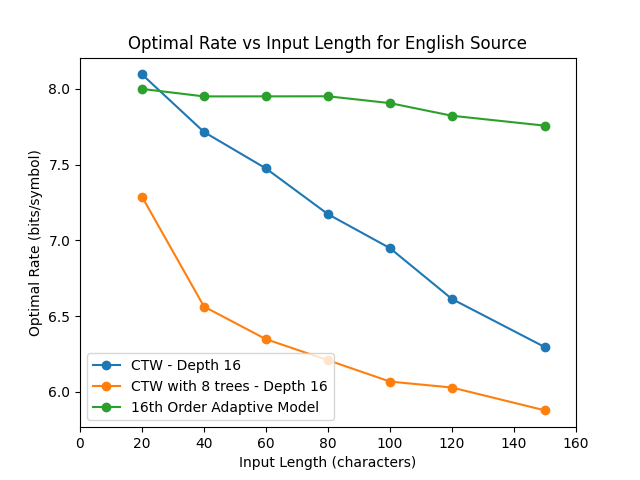 Optimal Rate vs Input Length for English Source
Optimal Rate (bits/symbol)
8.0
7.5
7.0
6.5
6.0
CTW - Depth 16
CTW with 8 trees - Depth 16
16th Order Adaptive Model
0 20 40 60 80 100 120 140 160
Input Length (characters)